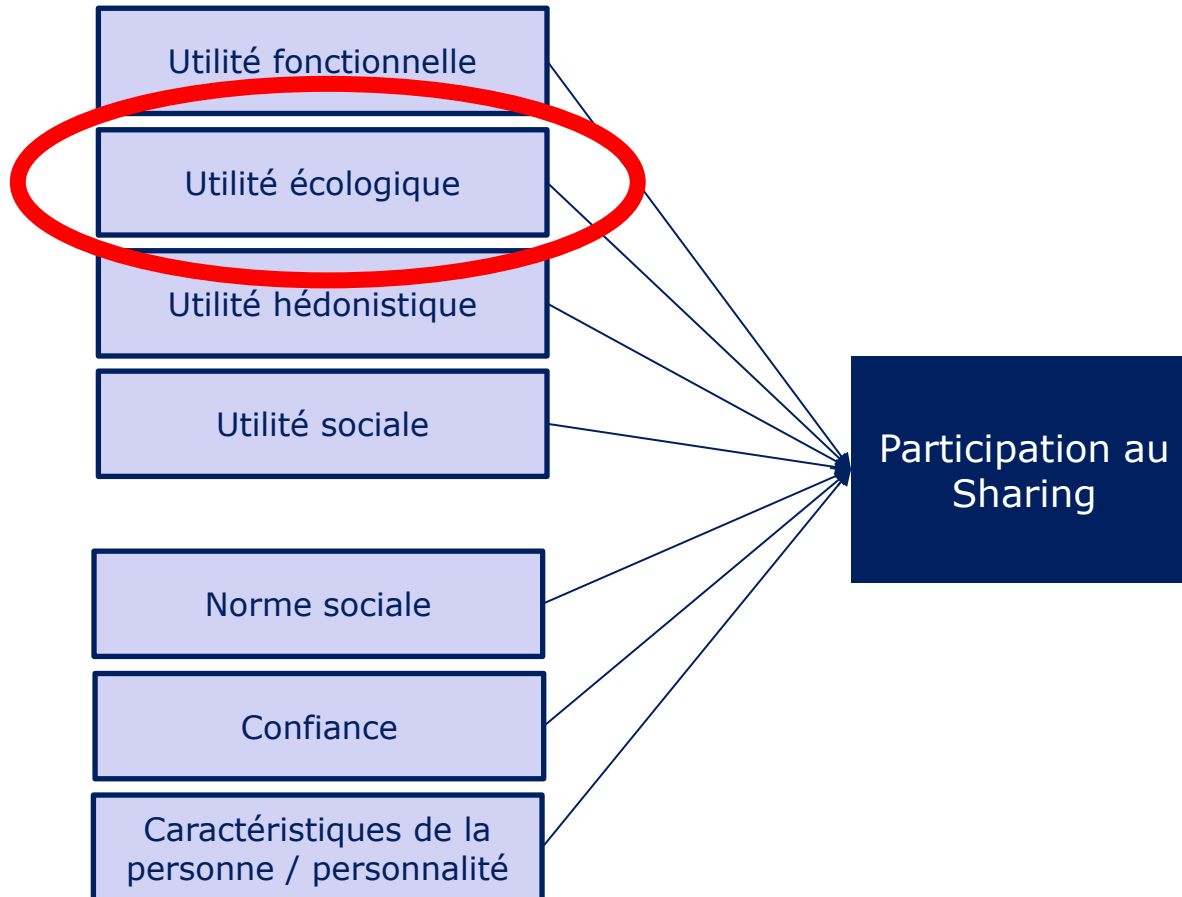 Utilité fonctionnelle
Utilité écologique
Utilité hédonistique
Utilité sociale
Participation au
Sharing
Norme sociale
Confiance
Caractéristiques de la
personne / personnalité